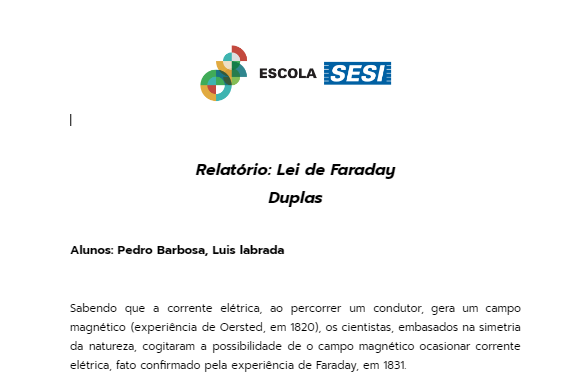 ESCOLA SESI
Relatório: Lei de Faraday
Duplas
Alunos: Pedro Barbosa, Luis labrada
Sabendo que a corrente elétrica, ao percorrer um condutor, gera um campo
magnético (experiência de Oersted, em 1820), os cientistas, embasados na simetria
da natureza, cogitaram a possibilidade de o campo magnético ocasionar corrente
elétrica, fato confirmado pela experiência de Faraday, em 1831.